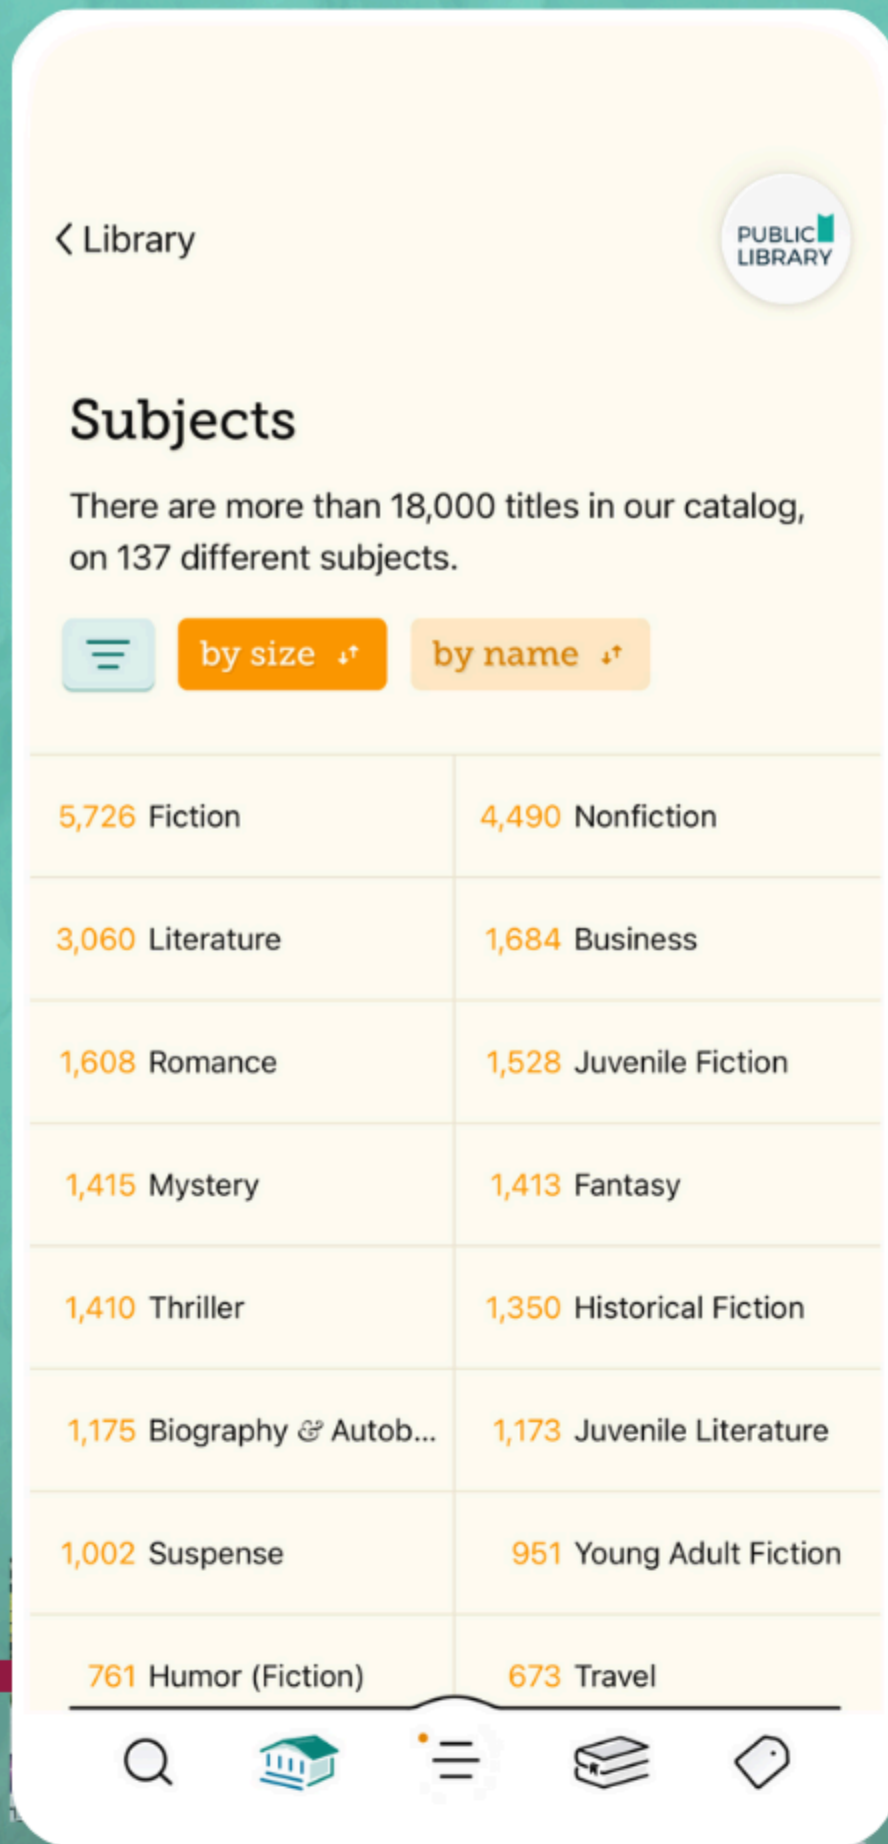 Library
PUBLIC
LIBRARY
Subjects
There are more than 18,000 titles in our catalog,
on 137 different subjects.
by size
by name
5,726 Fiction
4,490 Nonfiction
3,060 Literature
1,684 Business
1,608 Romance
1,528 Juvenile Fiction
1,415 Mystery
1,413 Fantasy
1,410 Thriller
1,350 Historical Fiction
1,175 Biography & Autob...
1,173 Juvenile Literature
1,002 Suspense
951 Young Adult Fiction
761 Humor (Fiction)
673 Travel